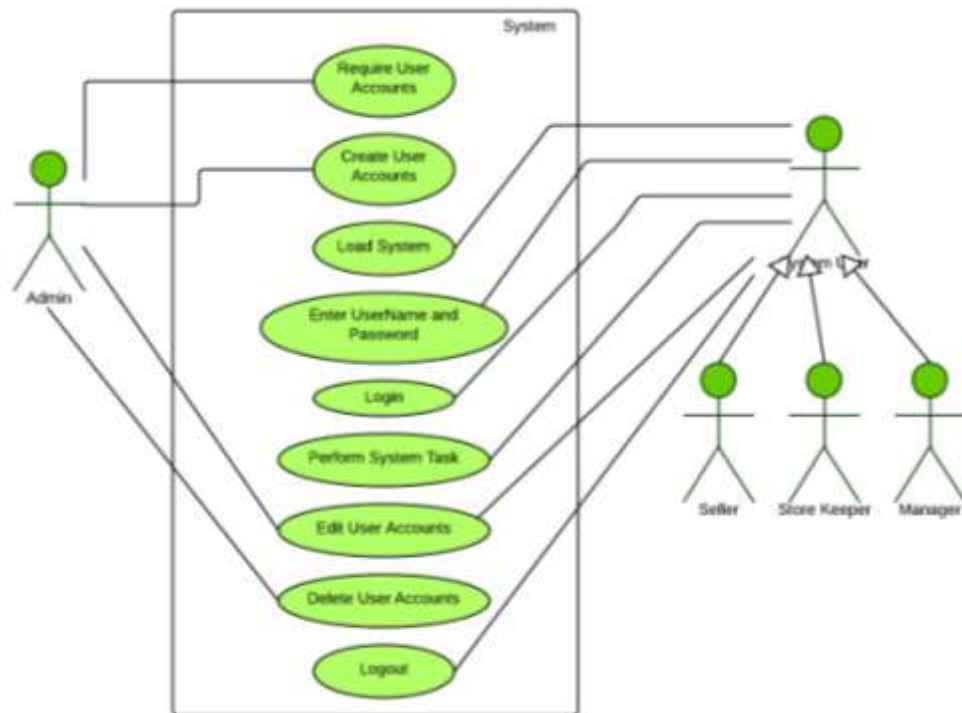 System
Require User
Accounts
Create User
Accounts
Load System
Enter UserName and
Password
Login
Perform System Task
Edit User Accounts
Delete User Accounts
Logout
Admin
Seller
Store Keeper
Manager